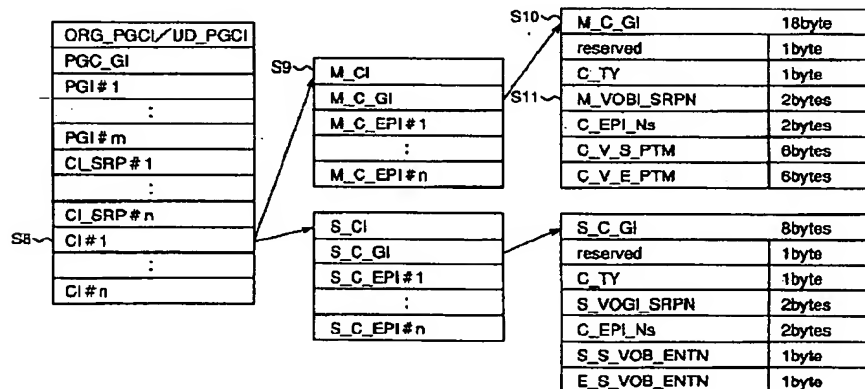 ORG_PGCI/UD_PGCI
PGC_GI
PGI#1
:
PGI#m
CI_SRP#1
:
CI_SRP#n
S8
CI#1
:
CI#n
S9
M_CI
M_C_GI
M_C_EPI#1
:
M_C_EPI#n
S_CI
S_C_GI
S_C_EPI#1
:
S_C_EPI#n
S10
M_C_GI 18byte
reserved 1byte
C_TY 1byte
S11
M_VOBI_SRPN 2bytes
C_EPI_Ns 2bytes
C_V_S_PTM 6bytes
C_V_E_PTM 6bytes
S_C_GI 8bytes
reserved 1byte
C_TY 1byte
S_VOGI_SRPN 2bytes
C_EPI_Ns 2bytes
S_S_VOB_ENTN 1byte
E_S_VOB_ENTN 1byte